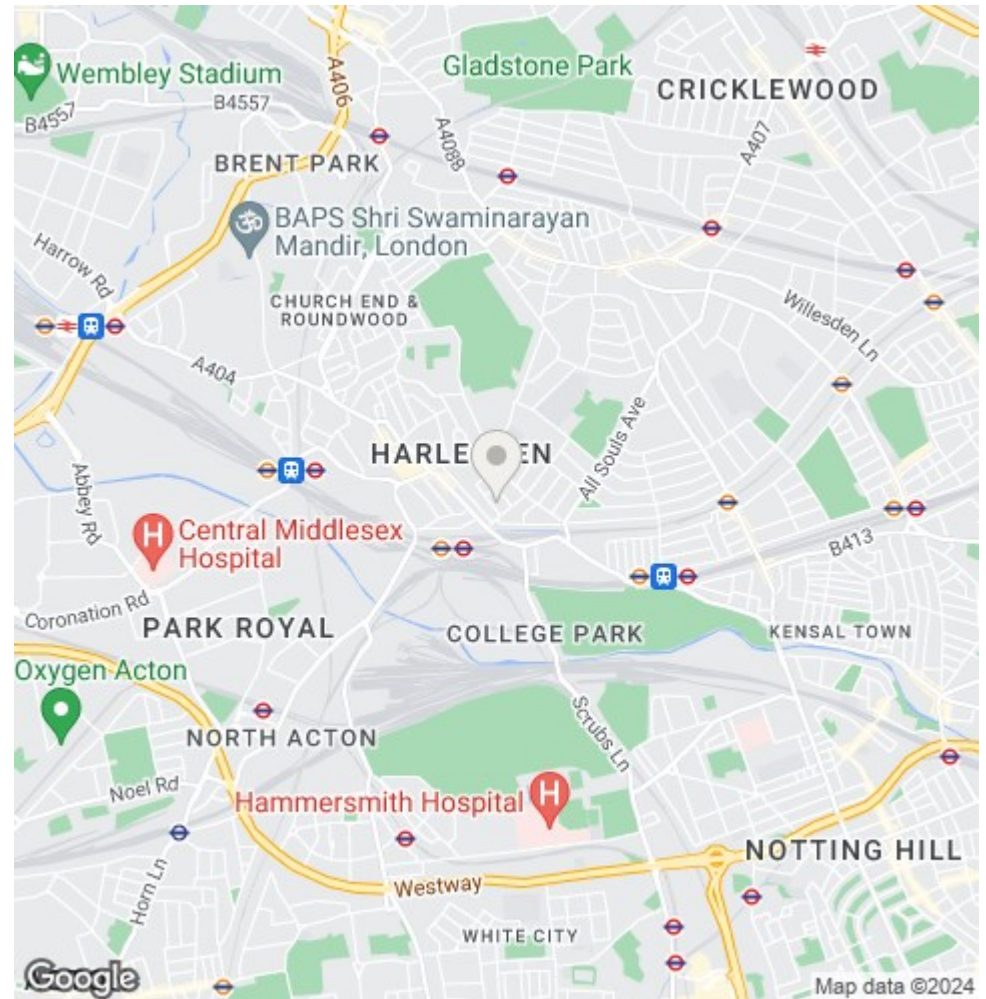 Wembley Stadium
B4557
B4557
A406
Gladstone Park
CRICKLEWOOD
A4088
A407
BRENT PARK
BAPS Shri Swaminarayan
Mandir, London
Harrow Rd
CHURCH END &
ROUNDWOOD
Willesden Ln
A404
All Souls Ave
HARLE EN
Abbey Rd
H
Central Middlesex
Hospital
B413
Coronation Rd
PARK ROYAL
COLLEGE PARK
KENSAL TOWN
Oxygen Acton
Scrubs Ln
NORTH ACTON
Noel Rd
Hammersmith Hospital
H
Horn Ln
NOTTING HILL
Westway
WHITE CITY
Google
Map data ©2024